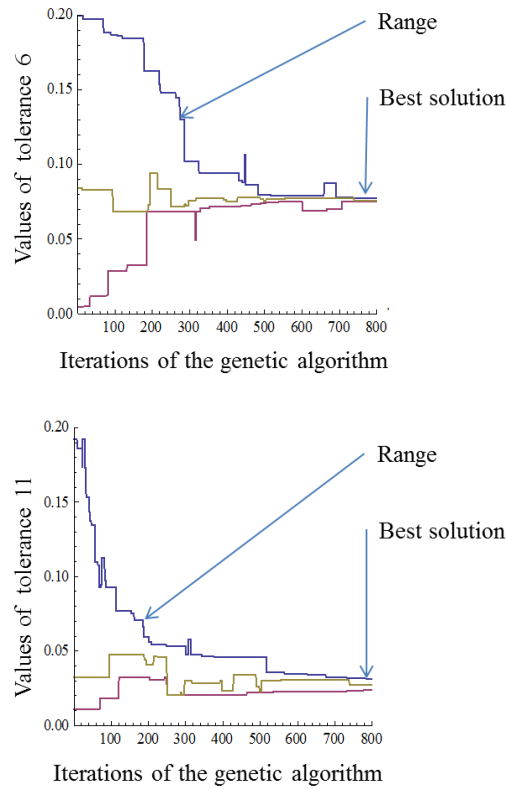 Values of tolerance 6
0.20
0.15
0.10
0.05
0.00
100 200 300 400 500 600 700 800
Iterations of the genetic algorithm
Range
Best solution
Values of tolerance 11
0.20
0.15
0.10
0.05
0.00
100 200 300 400 500 600 700 800
Iterations of the genetic algorithm
Range
Best solution